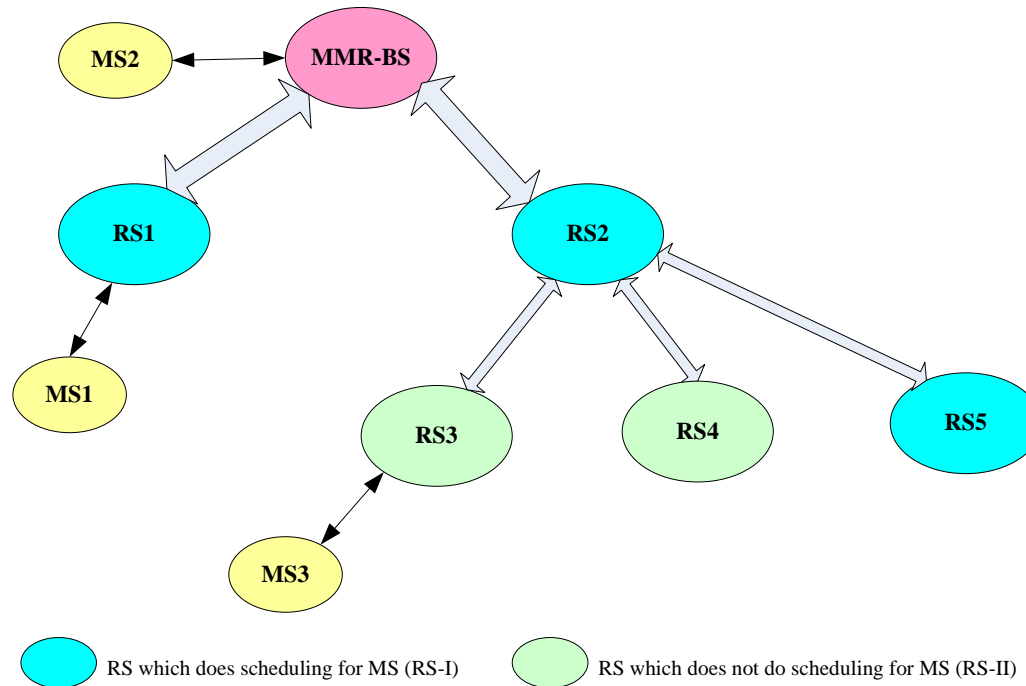 MS2
MMR-BS
RS1
RS2
MS1
RS3
RS4
RS5
MS3
RS which does scheduling for MS (RS-I)
RS which does not do scheduling for MS (RS-II)